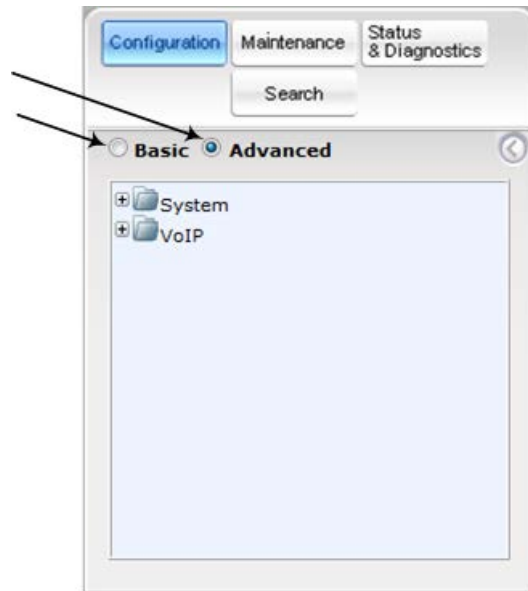 Configuration Maintenance Status
& Diagnostics
Search
Basic Advanced
System
VoIP